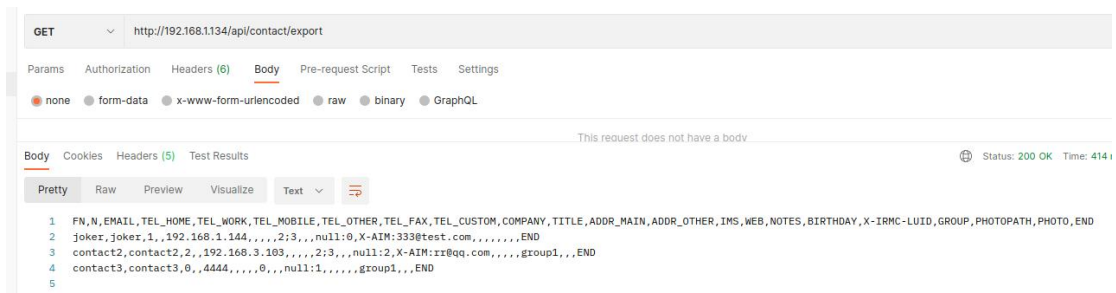 GET http://192.168.1.134/api/contact/export
Params Authorization Headers (6) Body Pre-request Script Tests Settings
none form-data x-www-form-urlencoded raw binary GraphQL
This request does not have a body
Body Cookies Headers (5) Test Results Status: 200 OK Time: 414
Pretty Raw Preview Visualize Text
1 FN,N,EMAIL,TEL_HOME,TEL_WORK,TEL_MOBILE,TEL_OTHER,TEL_FAX,TEL_CUSTOM,COMPANY,TITLE,ADDR_MAIN,ADDR_OTHER,IMS,WEB,NOTES,BIRTHDAY,X-IRMC-LUID,GROUP,PHOTOPATH,PHOTO,END
2 joker,joker,1,,192.168.1.144,,,,,2;3,,,null:0,X-AIM:333@test.com,,,,,,,,END
3 contact2,contact2,2,,192.168.3.103,,,,,2;3,,,null:2,X-AIM:rr@qq.com,,,,,group1,,,END
4 contact3,contact3,0,,4444,,,,,0,,,null:1,,,,,,group1,,,END
5